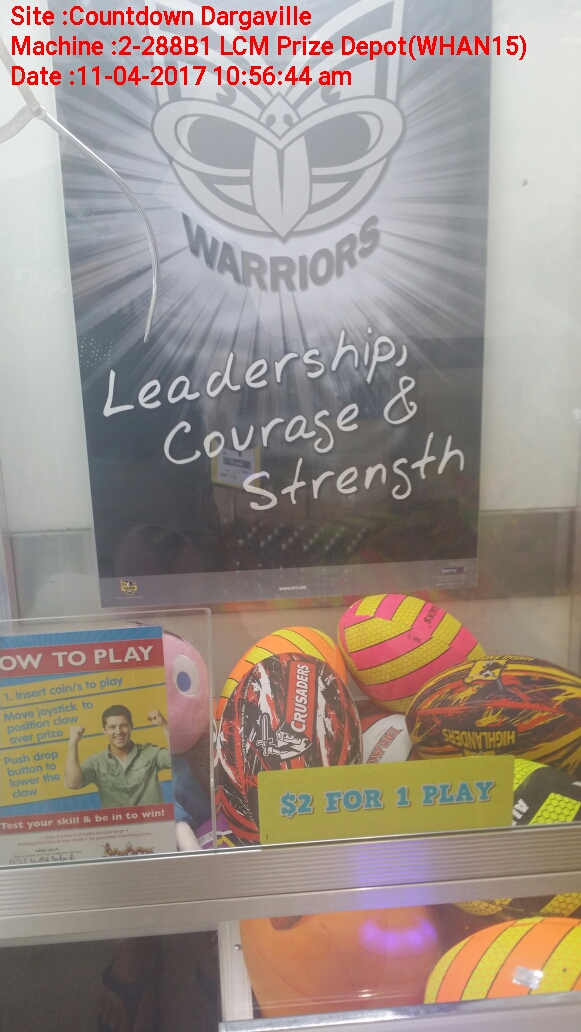 Site :Countdown Dargaville
Machine :2-288B1 LCM Prize Depot(WHAN15)
Date :11-04-2017 10:56:44 am
WARRIORS
Leadership,
Courage &
Strength
OW TO PLAY
1. Insert coin/s to play
Move joystick to
position claw
over prize
Push drop
button to
lower the
claw
Test your skill & be in to win!
CRUSADERS
HIGHLANDERS
$2 FOR 1 PLAY